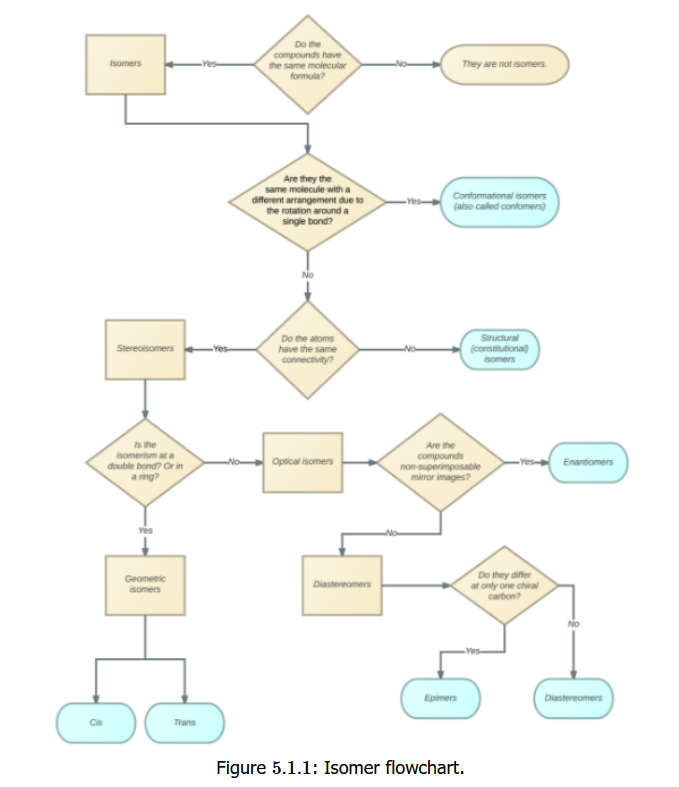 Do the
compounds have
the same molecular
formula?
Isomers
Yes
No
They are not isomers.
Are they the
same molecule with a
different arrangement due to
the rotation around a
single bond?
Yes
Conformational isomers
(also called confomers)
No
Do the atoms
have the same
connectivity?
Stereoisomers
Yes
No
Structural
(constitutional)
isomers
Is the
isomerism at a
double bond? Or in
a ring?
No
Optical isomers
Are the
compounds
non-superimposable
mirror images?
Yes
Enantiomers
Yes
No
Geometric
isomers
Diastereomers
Do they differ
at only one chiral
carbon?
No
Yes
Cis
Trans
Epimers
Diastereomers
Figure 5.1.1: Isomer flowchart.